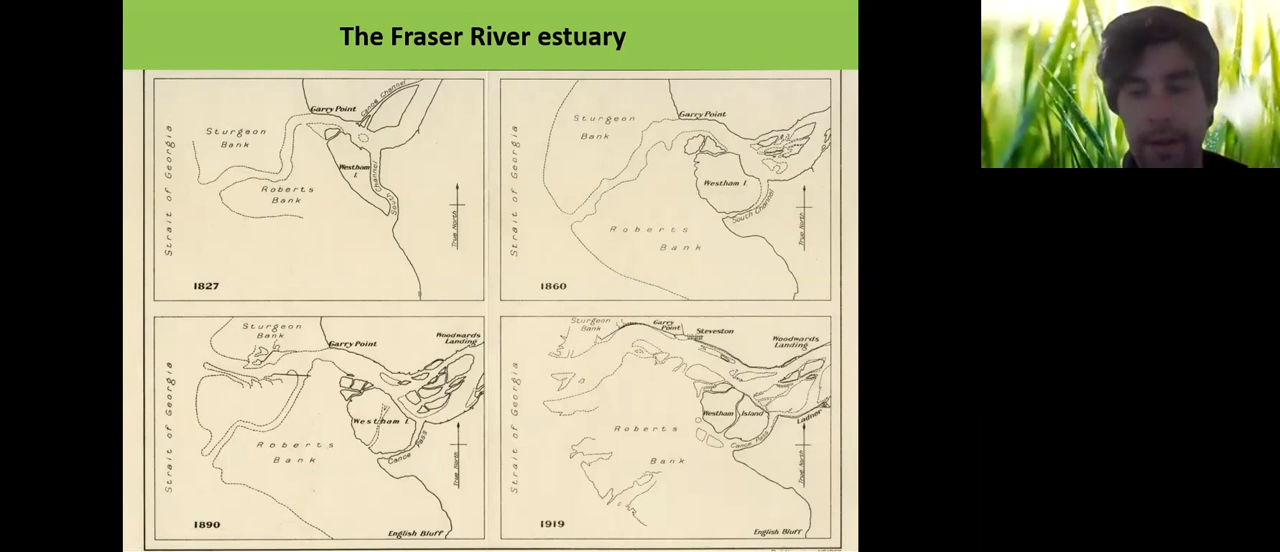 The Fraser River estuary
Garry Point
Canoe Channel
Sturgeon
Bank
Strait of Georgia
Westham
I.
South Channel
Roberts
Bank
True North
1827
Garry Point
Sturgeon
Bank
Strait of Georgia
Westham I.
South Channel
Roberts
Bank
True North
1860
Sturgeon
Bank
Garry Point
Woodwards
Landing
Strait of Georgia
Westham I.
Canoe Pass
Roberts
Bank
True North
1890
English Bluff
Sturgeon
Bank
Garry
Point
Steveston
Woodwards
Landing
Strait of Georgia
Westham Island
Ladner
Canoe Pass
Roberts
Bank
True North
1919
English Bluff